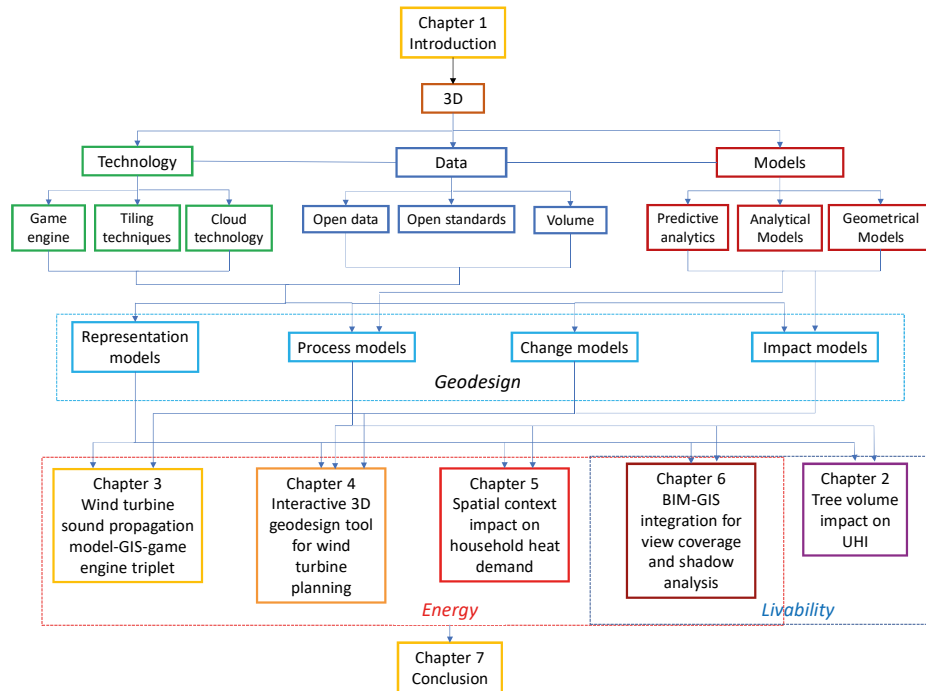 Chapter 1
Introduction
3D
Technology
Data
Models
Game
engine
Tiling
techniques
Cloud
technology
Open data
Open standards
Volume
Predictive
analytics
Analytical
Models
Geometrical
Models
Representation
models
Process models
Change models
Impact models
Geodesign
Chapter 3
Wind turbine
sound propagation
model-GIS-game
engine triplet
Chapter 4
Interactive 3D
geodesign tool
for wind
turbine
planning
Chapter 5
Spatial context
impact on
household heat
demand
Chapter 6
BIM-GIS
integration for
view coverage
and shadow
analysis
Chapter 2
Tree volume
impact on
UHI
Energy
Livability
Chapter 7
Conclusion